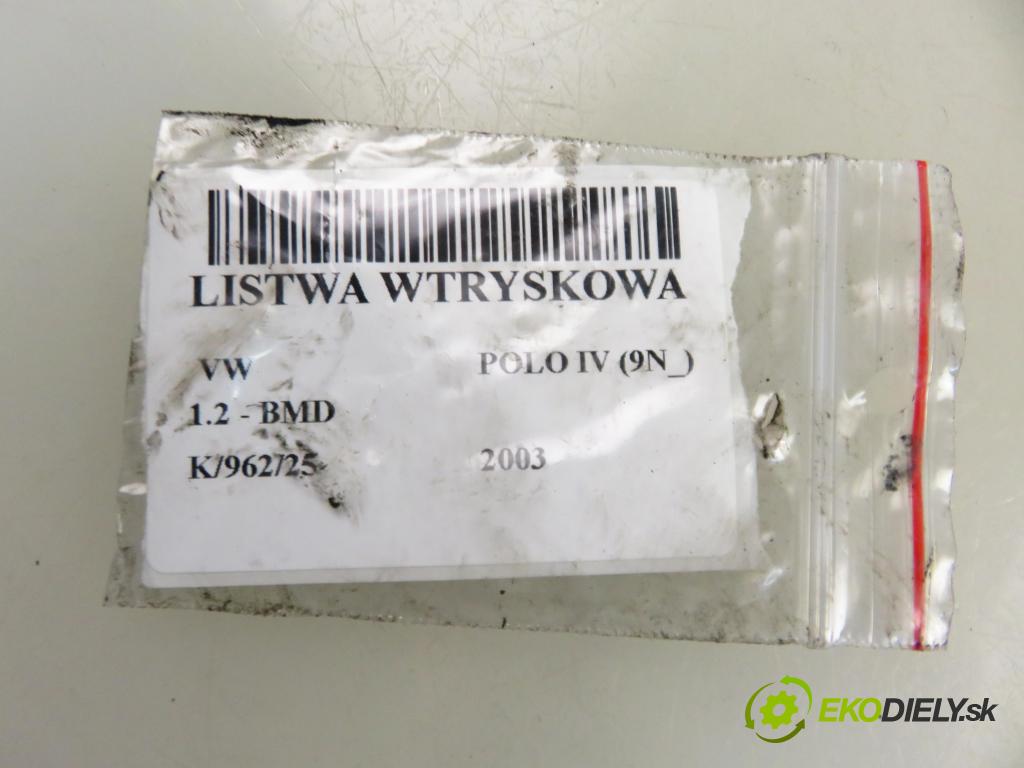 LISTWA WTRYSKOWA
VW POLO IV (9N_)
1.2 - BMD
K/962/25 2003
EKODIELY.sk